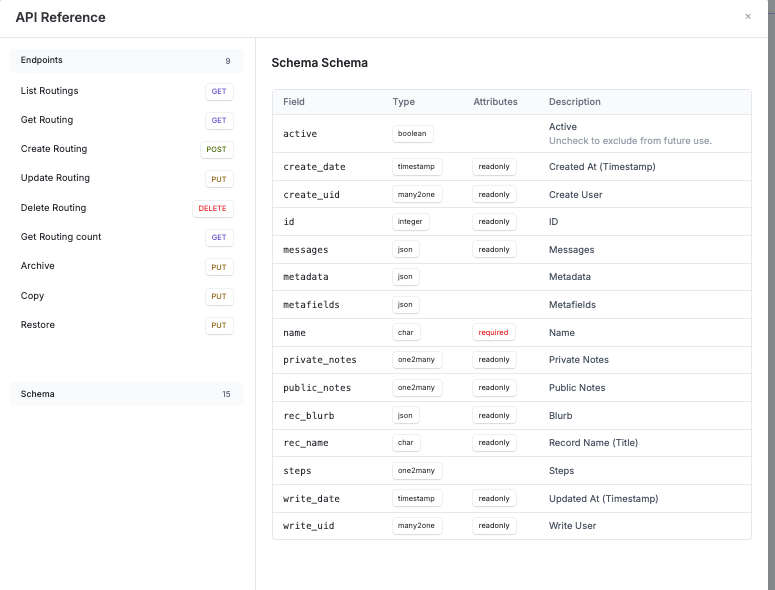 API Reference
×
Endpoints 9
List Routings GET
Get Routing GET
Create Routing POST
Update Routing PUT
Delete Routing DELETE
Get Routing count GET
Archive PUT
Copy PUT
Restore PUT
Schema 15
Schema Schema
Field Type Attributes Description
active boolean Active
Uncheck to exclude from future use.
create_date timestamp readonly Created At (Timestamp)
create_uid many2one readonly Create User
id integer readonly ID
messages json readonly Messages
metadata json Metadata
metafields json Metafields
name char required Name
private_notes one2many readonly Private Notes
public_notes one2many readonly Public Notes
rec_blurb json readonly Blurb
rec_name char readonly Record Name (Title)
steps one2many Steps
write_date timestamp readonly Updated At (Timestamp)
write_uid many2one readonly Write User